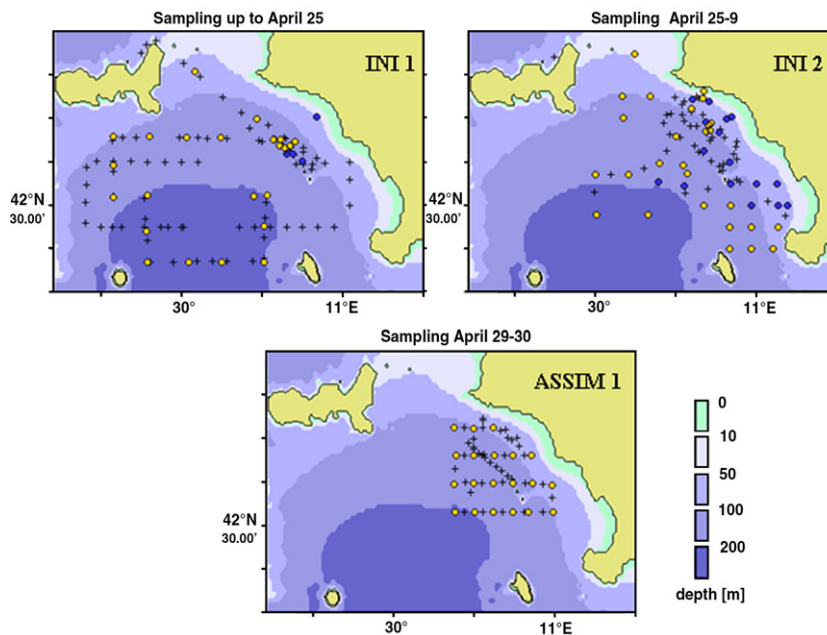 Sampling up to April 25
INI 1
42°N
30.00'
30°
11°E
Sampling April 25-9
INI 2
42°N
30.00'
30°
11°E
Sampling April 29-30
ASSIM 1
42°N
30.00'
30°
11°E
0
10
50
100
200
depth [m]